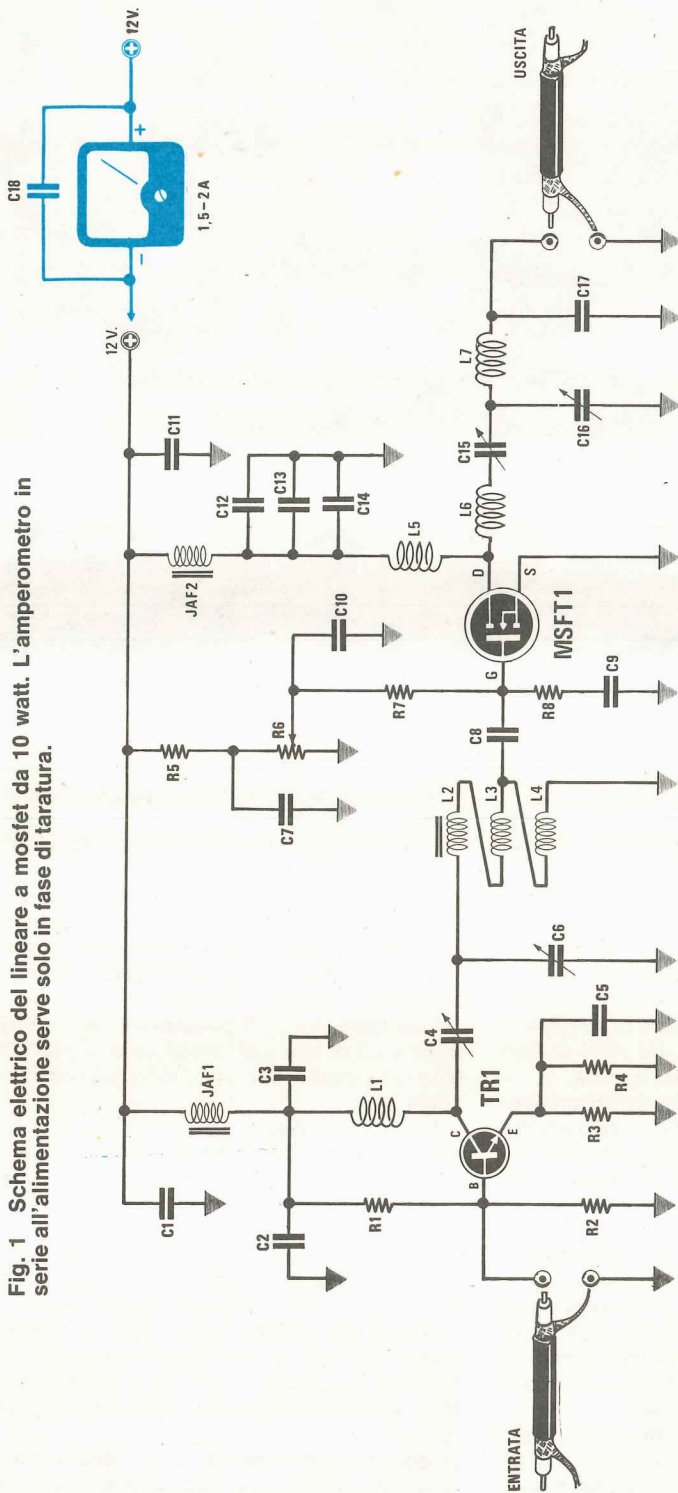 Fig. 1 Schema elettrico del lineare a mosfet da 10 watt. L'amperometro in
serie all'alimentazione serve solo in fase di taratura.
C18
12V.
- +
1,5-2 A
12 V.
C1
JAF1
C3
C2
L1
R1
C4
C
B
E
TR1
R2
R3
R4
C5
C6
ENTRATA
R5
R6
C7
C10
R7
L2
L3
L4
C8
G
R8
C9
JAF2
C11
C12
C13
C14
L5
D
S
MSFT1
L6
C15
L7
C16
C17
USCITA